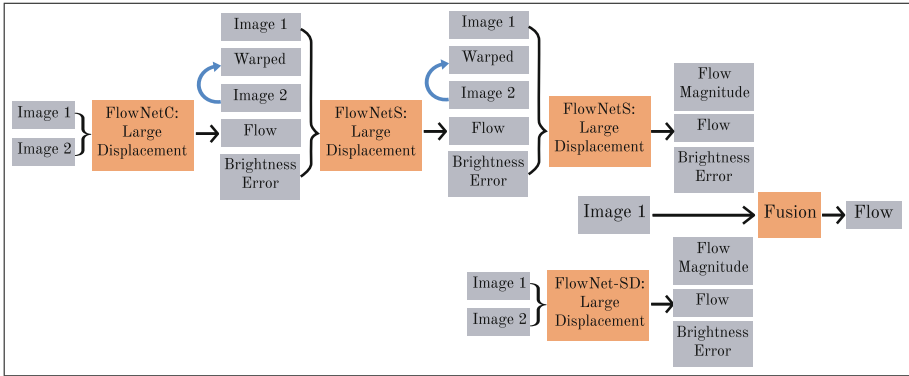 Image 1
Image 2
FlowNetC:
Large
Displacement
Image 1
Warped
Image 2
Flow
Brightness
Error
FlowNetS:
Large
Displacement
Image 1
Warped
Image 2
Flow
Brightness
Error
FlowNetS:
Large
Displacement
Flow
Magnitude
Flow
Brightness
Error
Image 1
Fusion
Flow
Image 1
Image 2
FlowNet-SD:
Large
Displacement
Flow
Magnitude
Flow
Brightness
Error